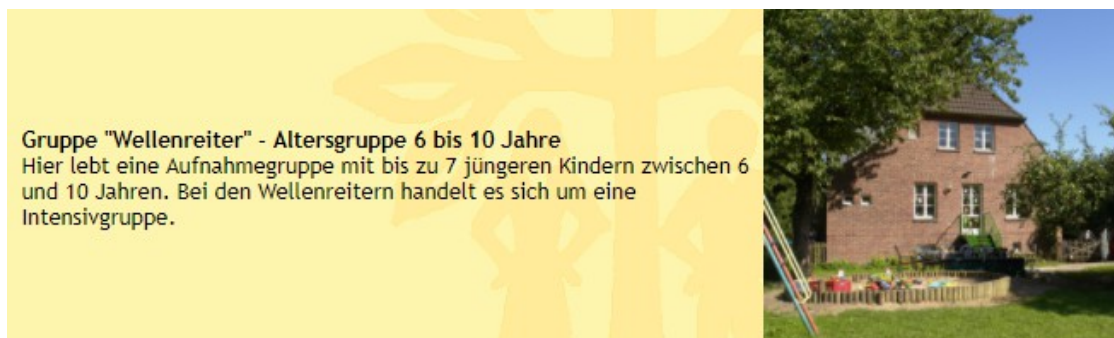 Gruppe "Wellenreiter" - Altersgruppe 6 bis 10 Jahre
Hier lebt eine Aufnahmegruppe mit bis zu 7 jüngeren Kindern zwischen 6
und 10 Jahren. Bei den Wellenreitern handelt es sich um eine
Intensivgruppe.